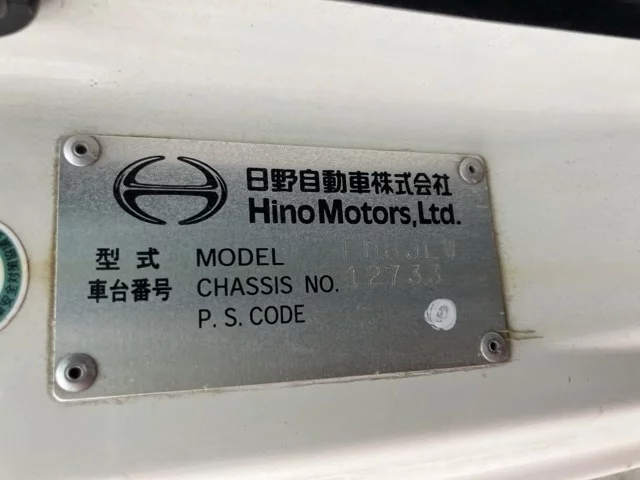 日野自動車株式会社
Hino Motors, Ltd.
型式 MODEL
車台番号 CHASSIS NO. 12733
P. S. CODE